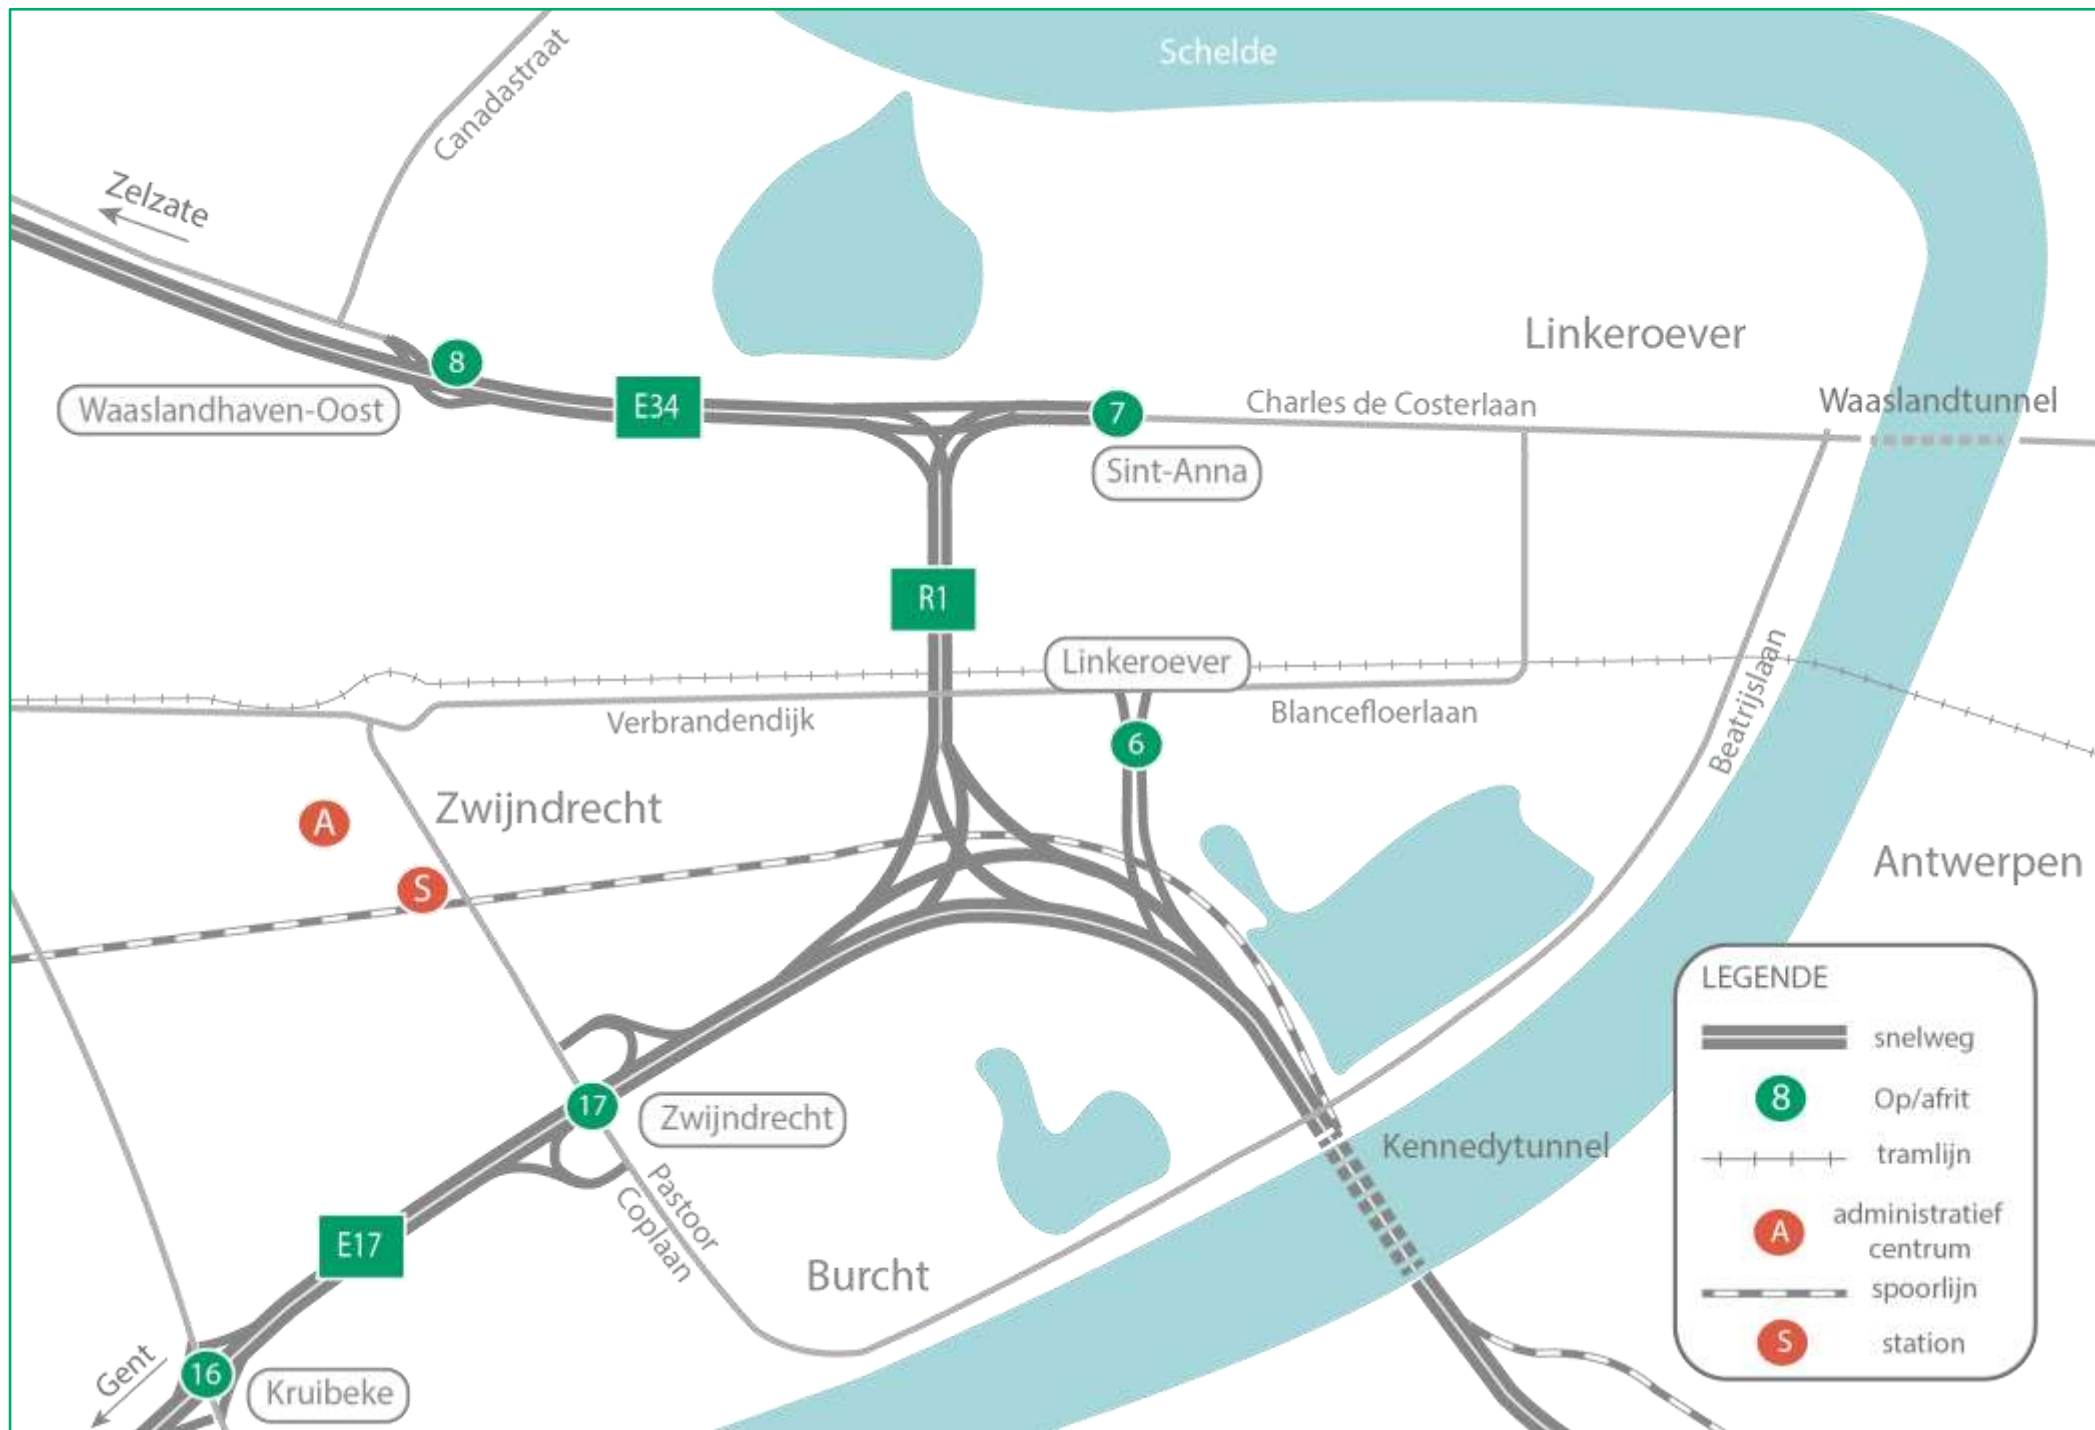 Schelde
Canadastraat
Zelzate
8
Linkeroever
Waaslandhaven-Oost
E34
7
Charles de Costerlaan
Waaslandtunnel
Sint-Anna
R1
Linkeroever
Verbrandendijk
Blancefloerlaan
Beatrijslaan
6
Zwijndrecht
A
S
Antwerpen
17
Zwijndrecht
Kennedytunnel
Pastoor
Coplaan
E17
Burcht
Gent
16
Kruibeke
LEGENDE
snelweg
8
Op/afrit
tramlijn
A
administratief
centrum
spoorlijn
S
station